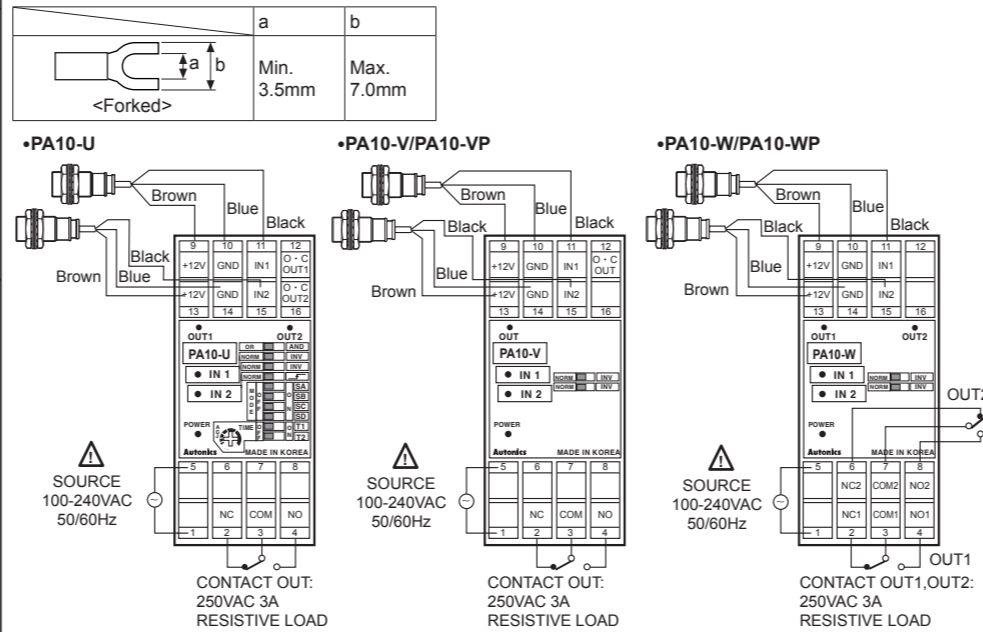 a b
a b
Min. 3.5mm
Max. 7.0mm
<Forked>
•PA10-U
Brown
Blue
Black
Black
Brown
Blue
9 10 11 12
+12V GND IN1 O・C OUT1
+12V GND IN2 O・C OUT2
13 14 15 16
OUT1 OUT2
PA10-U
OR AND
NORM INV
NORM INV
NORM
IN 1
IN 2
MODE
OFF
ON
SA
SB
SC
SD
POWER
ADJ
TIME
OFF
ON
T1
T2
Autonics MADE IN KOREA
5 6 7 8
NC COM NO
1 2 3 4
SOURCE
100-240VAC
50/60Hz
CONTACT OUT:
250VAC 3A
RESISTIVE LOAD
•PA10-V/PA10-VP
Brown
Blue
Black
Black
Blue
Brown
9 10 11 12
+12V GND IN1 O・C OUT
+12V GND IN2
13 14 15 16
OUT
PA10-V
IN 1
IN 2
NORM INV
NORM INV
POWER
Autonics MADE IN KOREA
5 6 7 8
NC COM NO
1 2 3 4
SOURCE
100-240VAC
50/60Hz
CONTACT OUT:
250VAC 3A
RESISTIVE LOAD
•PA10-W/PA10-WP
Brown
Blue
Black
Black
Blue
Brown
9 10 11 12
+12V GND IN1
+12V GND IN2
13 14 15 16
OUT1 OUT2
PA10-W
IN 1
IN 2
NORM INV
NORM INV
POWER
Autonics MADE IN KOREA
OUT2
5 6 7 8
NC2 COM2 NO2
NC1 COM1 NO1
1 2 3 4
OUT1
SOURCE
100-240VAC
50/60Hz
CONTACT OUT1,OUT2:
250VAC 3A
RESISTIVE LOAD